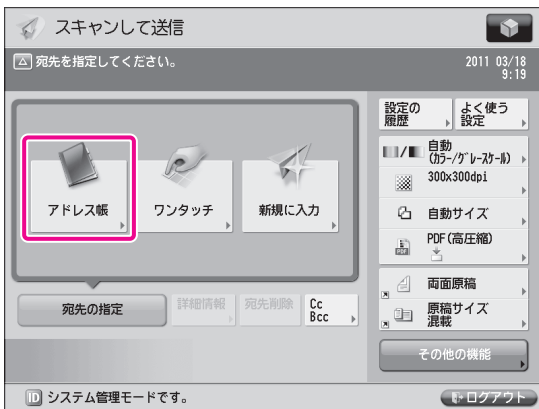 スキャンして送信
宛先を指定してください。
2011 03/18
9:19
アドレス帳
ワンタッチ
新規に入力
宛先の指定
詳細情報
宛先削除
Cc
Bcc
設定の
履歴
よく使う
設定
自動
(カラー/グレースケール)
300x300dpi
自動サイズ
PDF
PDF(高圧縮)
両面原稿
原稿サイズ
混載
その他の機能
ID システム管理モードです。
ログアウト